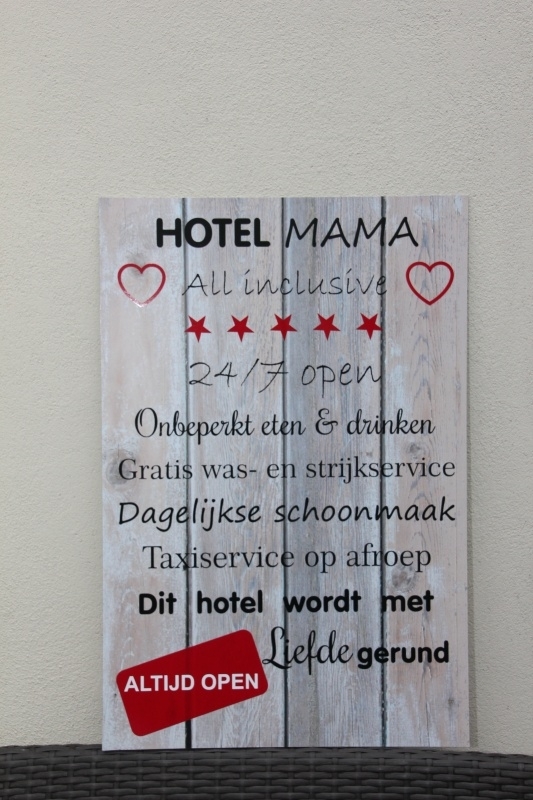 HOTEL MAMA
All inclusive
24/7 open
Onbeperkt eten & drinken
Gratis was- en strijkservice
Dagelijkse schoonmaak
Taxiservice op afroep
Dit hotel wordt met
Liefde gerund
ALTIJD OPEN